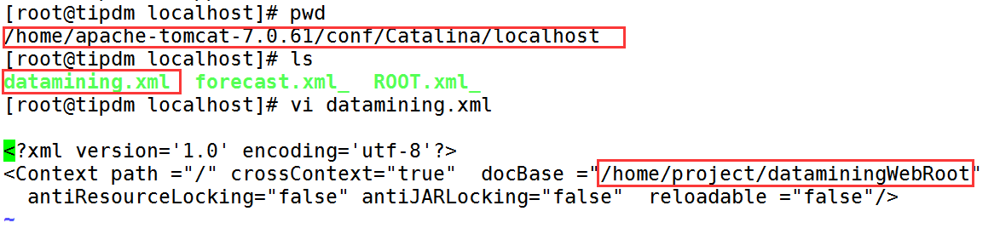 [root@tipdm localhost]# pwd
/home/apache-tomcat-7.0.61/conf/Catalina/localhost
[root@tipdm localhost]# ls
datamining.xml  forecast.xml_  ROOT.xml_
[root@tipdm localhost]# vi datamining.xml
<?xml version='1.0' encoding='utf-8'?>
<Context path ="/" crossContext="true"  docBase ="/home/project/dataminingWebRoot"
  antiResourceLocking="false" antiJARLocking="false"  reloadable ="false"/>
~